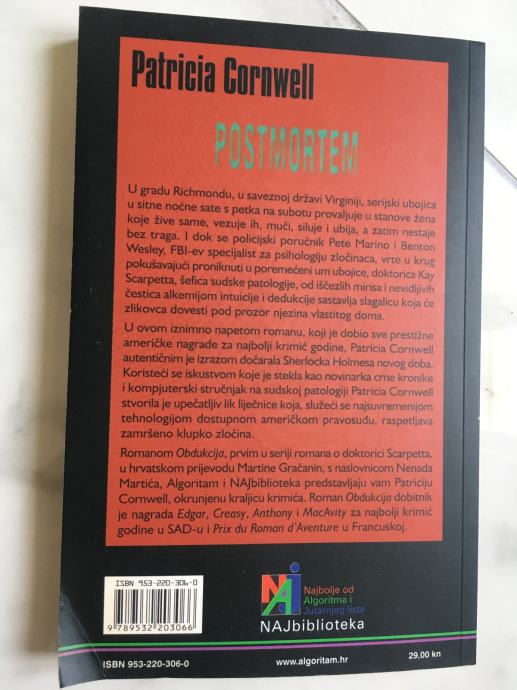 Patricia Cornwell
POSTMORTEM
U gradu Richmondu, u saveznoj državi Virginiji, serijski ubojica
u sitne noćne sate s petka na subotu provaljuje u stanove žena
koje žive same, vezuje ih, muči, siluje i ubija, a zatim nestaje
bez traga. I dok se policijski poručnik Pete Marino i Benton
Wesley, FBI-ev specijalist za psihologiju zločinaca, vrte u krug
pokušavajući proniknuti u poremećeni um ubojice, doktorica Kay
Scarpetta, šefica sudske patologije, od iščezlih mirisa i nevidljivih
čestica alkemijom intuicije i dedukcije sastavlja slagalicu koja će
zlikovca dovesti pod prozor njezina vlastitog doma.
U ovom iznimno napetom romanu, koji je dobio sve prestižne
američke nagrade za najbolji krimić godine, Patricia Cornwell
autentičnim je izrazom dočarala Sherlocka Holmesa novog doba.
Koristeći se iskustvom koje je stekla kao novinarka crne kronike
i kompjuterski stručnjak na sudskoj patologiji Patricia Cornwell
stvorila je upečatljiv lik liječnice koja, služeći se najsuvremenijom
tehnologijom dostupnom američkom pravosuđu, raspetljava
zamršeno klupko zločina.
Romanom Obdukcija, prvim u seriji romana o doktorici Scarpetta,
u hrvatskom prijevodu Martine Gračanin, s naslovnicom Nenada
Martića, Algoritam i NAJbiblioteka predstavljaju vam Patriciju
Cornwell, okrunjenu kraljicu krimića. Roman Obdukcija dobitnik
je nagrada Edgar, Creasy, Anthony i MacAvity za najbolji krimić
godine u SAD-u i Prix du Roman d'Aventure u Francuskoj.
ISBN 953-220-306-0
9 789532 203066
NAJ
Najbolje od
Algoritma i
Jutarnjeg lista
NAJbiblioteka
ISBN 953-220-306-0
www.algoritam.hr
29,00 kn